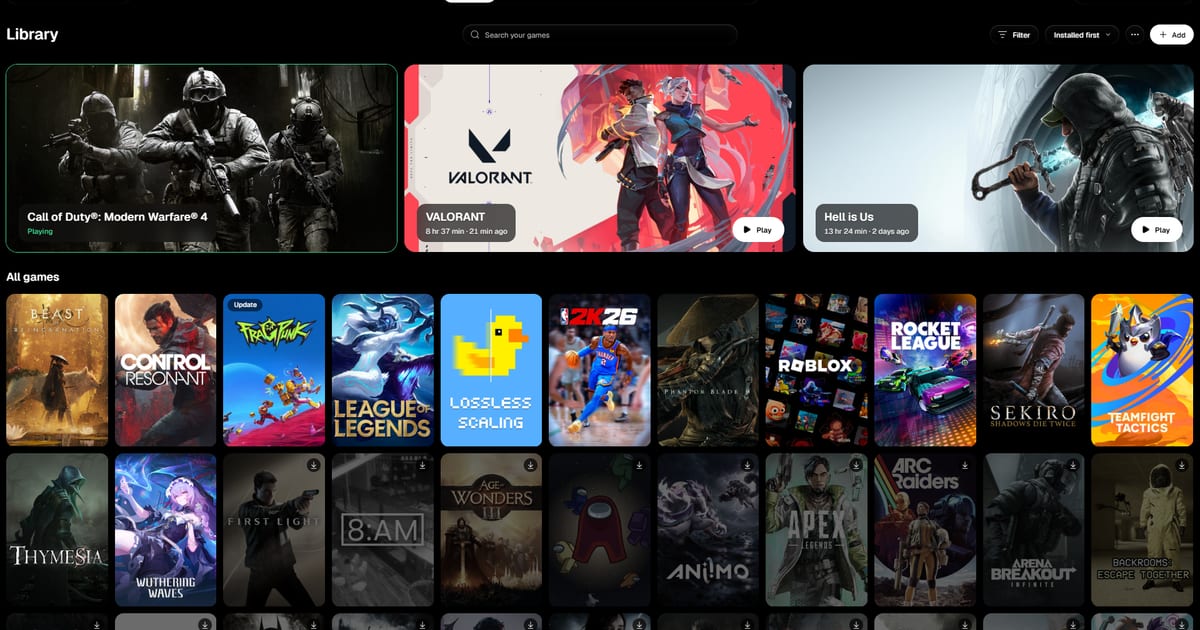 Library
Search your games
Filter
Installed first
Add
VALORANT
Call of Duty®: Modern Warfare® 4
Playing
VALORANT
8 hr 37 min · 21 min ago
Play
Hell is Us
13 hr 24 min · 2 days ago
Play
All games
BEAST
REINCARNATION
CONTROL
RESONANT
Update
FRAGPUNK
LEAGUE OF
LEGENDS
LOSSLESS
SCALING
2K26
PHANTOM BLADE
ROBLOX
ROCKET
LEAGUE
SEKIRO
SHADOWS DIE TWICE
TEAMFIGHT
TACTICS
THYMESIA
WUTHERING
WAVES
FIRST LIGHT
8:AM
AGE OF
WONDERS
III
ANIIMO
APEX
LEGENDS
ARC
Raiders
ARENA
BREAKOUT
INFINITE
BACKROOMS:
ESCAPE TOGETHER